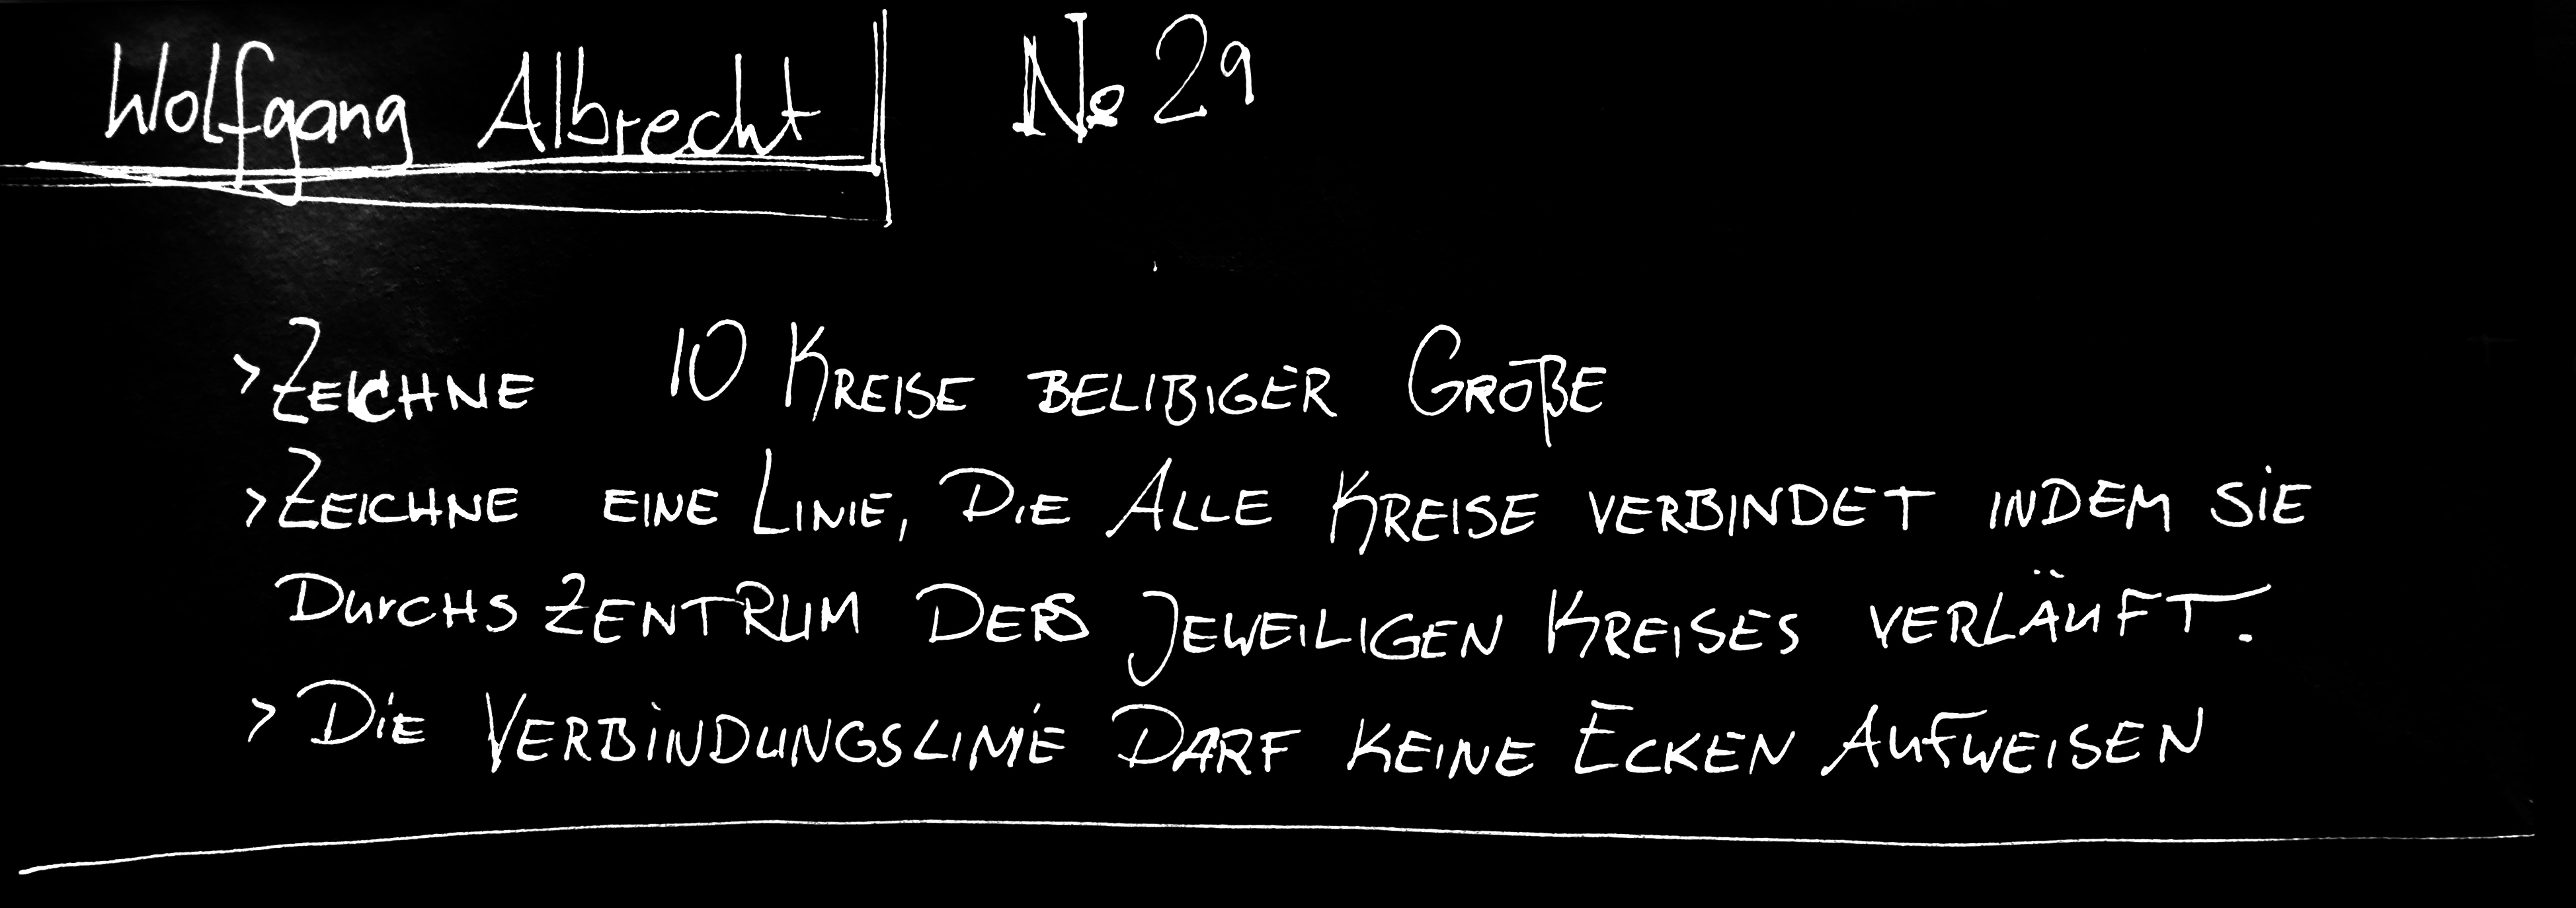 Wolfgang Albrecht № 29
> ZEICHNE 10 KREISE BELIBIGER GRÖßE
> ZEICHNE EINE LINIE, DIE ALLE KREISE VERBINDET INDEM SIE
DURCHS ZENTRUM DES JEWEILIGEN KREISES VERLÄUFT.
> DIE VERBINDUNGSLINIE DARF KEINE ECKEN AUFWEISEN